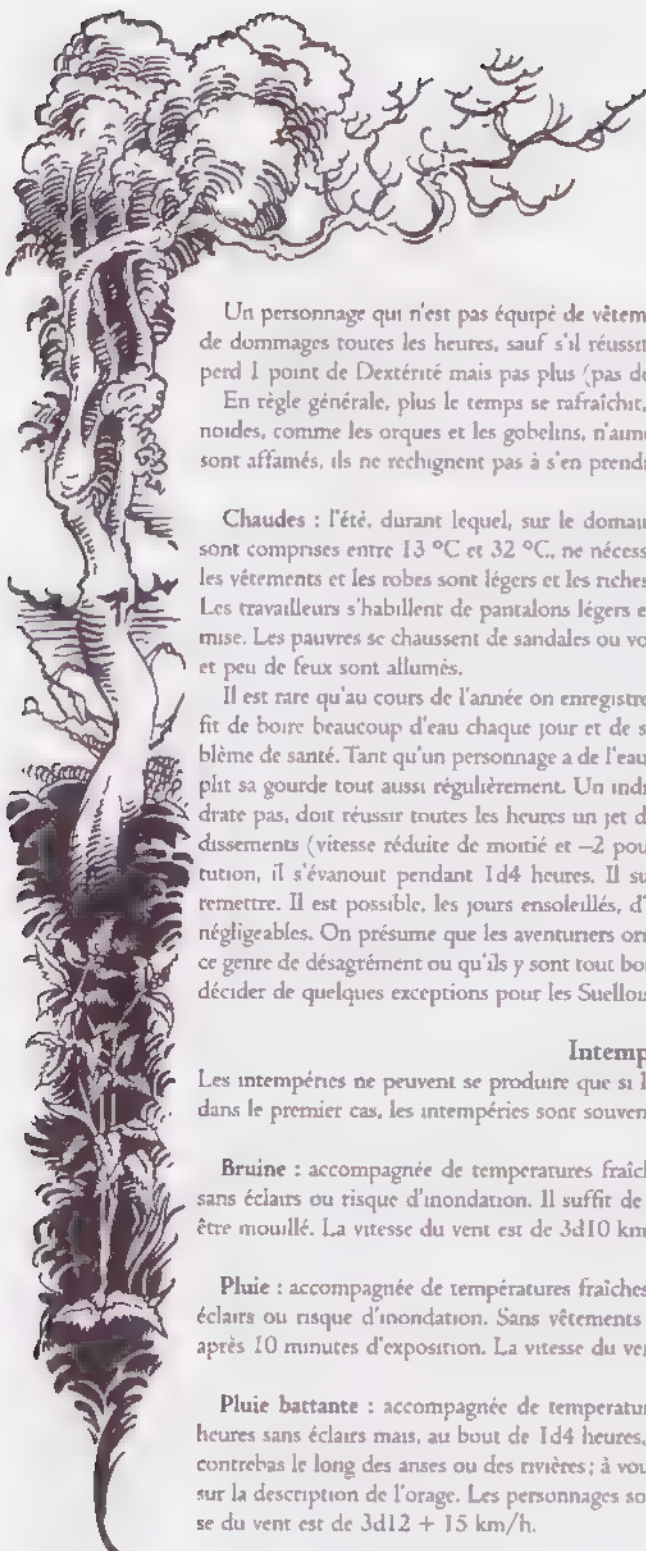 Un personnage qui n'est pas équipé de vêtem
de dommages toutes les heures, sauf s'il réussit
perd 1 point de Dextérité mais pas plus (pas de
En règle générale, plus le temps se rafraîchit,
noides, comme les orques et les gobelins, n'aime
sont affamés, ils ne rechignent pas à s'en prendr
Chaudes : l'été, durant lequel, sur le domai
sont comprises entre 13 °C et 32 °C, ne nécess
les vêtements et les robes sont légers et les riches
Les travailleurs s'habillent de pantalons légers e
mise. Les pauvres se chaussent de sandales ou vo
et peu de feux sont allumés.
Il est rare qu'au cours de l'année on enregistre
fit de boire beaucoup d'eau chaque jour et de s
blème de santé. Tant qu'un personnage a de l'eau
plit sa gourde tout aussi régulièrement. Un indi
drate pas, doit réussir toutes les heures un jet d
dissements (vitesse réduite de moitié et –2 pou
tution, il s'évanouit pendant 1d4 heures. Il su
remettre. Il est possible, les jours ensoleillés, d'
négligeables. On présume que les aventuriers on
ce genre de désagrément ou qu'ils y sont tout bo
décider de quelques exceptions pour les Suellois
Intemp
Les intempéries ne peuvent se produire que si l
dans le premier cas, les intempéries sont souven
Bruine : accompagnée de temperatures fraîcl
sans éclairs ou risque d'inondation. Il suffit de
être mouillé. La vitesse du vent est de 3d10 km
Pluie : accompagnée de températures fraîches
éclairs ou risque d'inondation. Sans vêtements
après 10 minutes d'exposition. La vitesse du ve
Pluie battante : accompagnée de temperatur
heures sans éclairs mais, au bout de 1d4 heures,
contrebas le long des anses ou des rivières ; à vou
sur la description de l'orage. Les personnages so
se du vent est de 3d12 + 15 km/h.